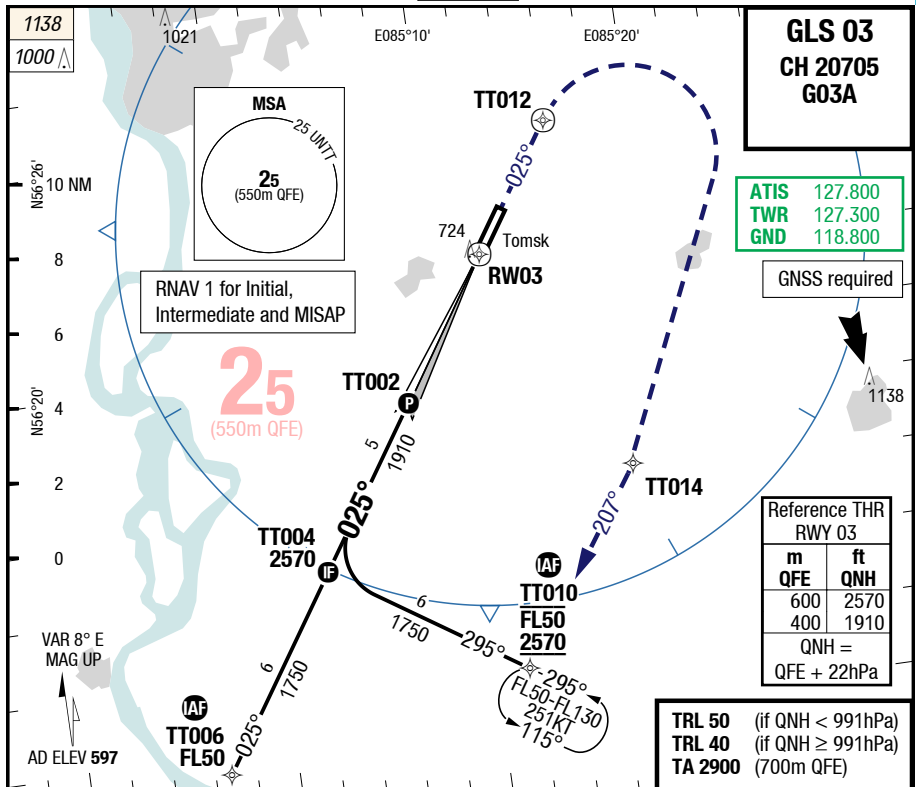 1138
1000
1021
E085°10'
E085°20'
GLS 03
CH 20705
G03A
MSA
25 UNTT
25
(550m QFE)
TT012
025°
N56°26'
10 NM
ATIS 127.800
TWR 127.300
GND 118.800
724
Tomsk
RW03
GNSS required
8
RNAV 1 for Initial,
Intermediate and MISAP
6
25
(550m QFE)
TT002
P
1138
N56°20'
4
5
1910
2
TT014
025°
207°
Reference THR
RWY 03
m ft
QFE QNH
600 2570
400 1910
QNH =
QFE + 22hPa
TT004
2570
0
IF
IAF
TT010
FL50
2570
6
1750
295°
VAR 8° E
MAG UP
6
1750
295°
FL50-FL130
251KT
115°
IAF
TT006
FL50
025°
AD ELEV 597
TRL 50 (if QNH < 991hPa)
TRL 40 (if QNH ≥ 991hPa)
TA 2900 (700m QFE)